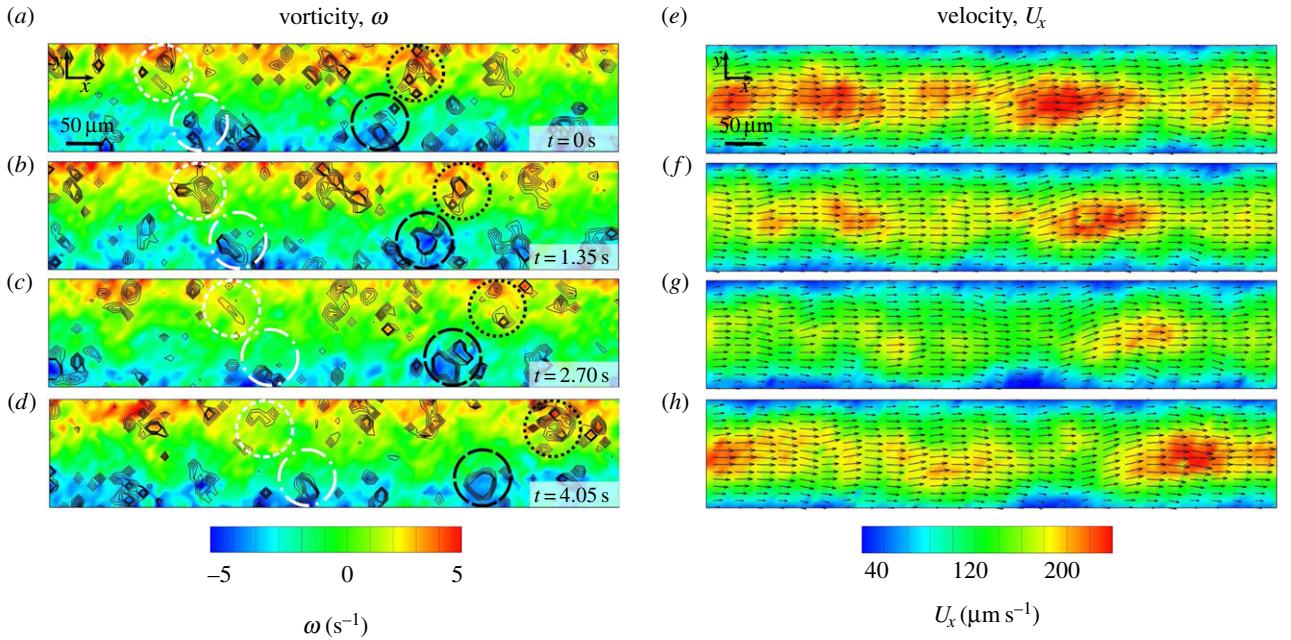 (a) vorticity, ω
y
x
50 μm
t = 0 s
(b)
t = 1.35 s
(c)
t = 2.70 s
(d)
t = 4.05 s
–5 0 5
ω (s⁻¹)
(e) velocity, Uₓ
y
x
50 μm
(f)
(g)
(h)
40 120 200
Uₓ (μm s⁻¹)